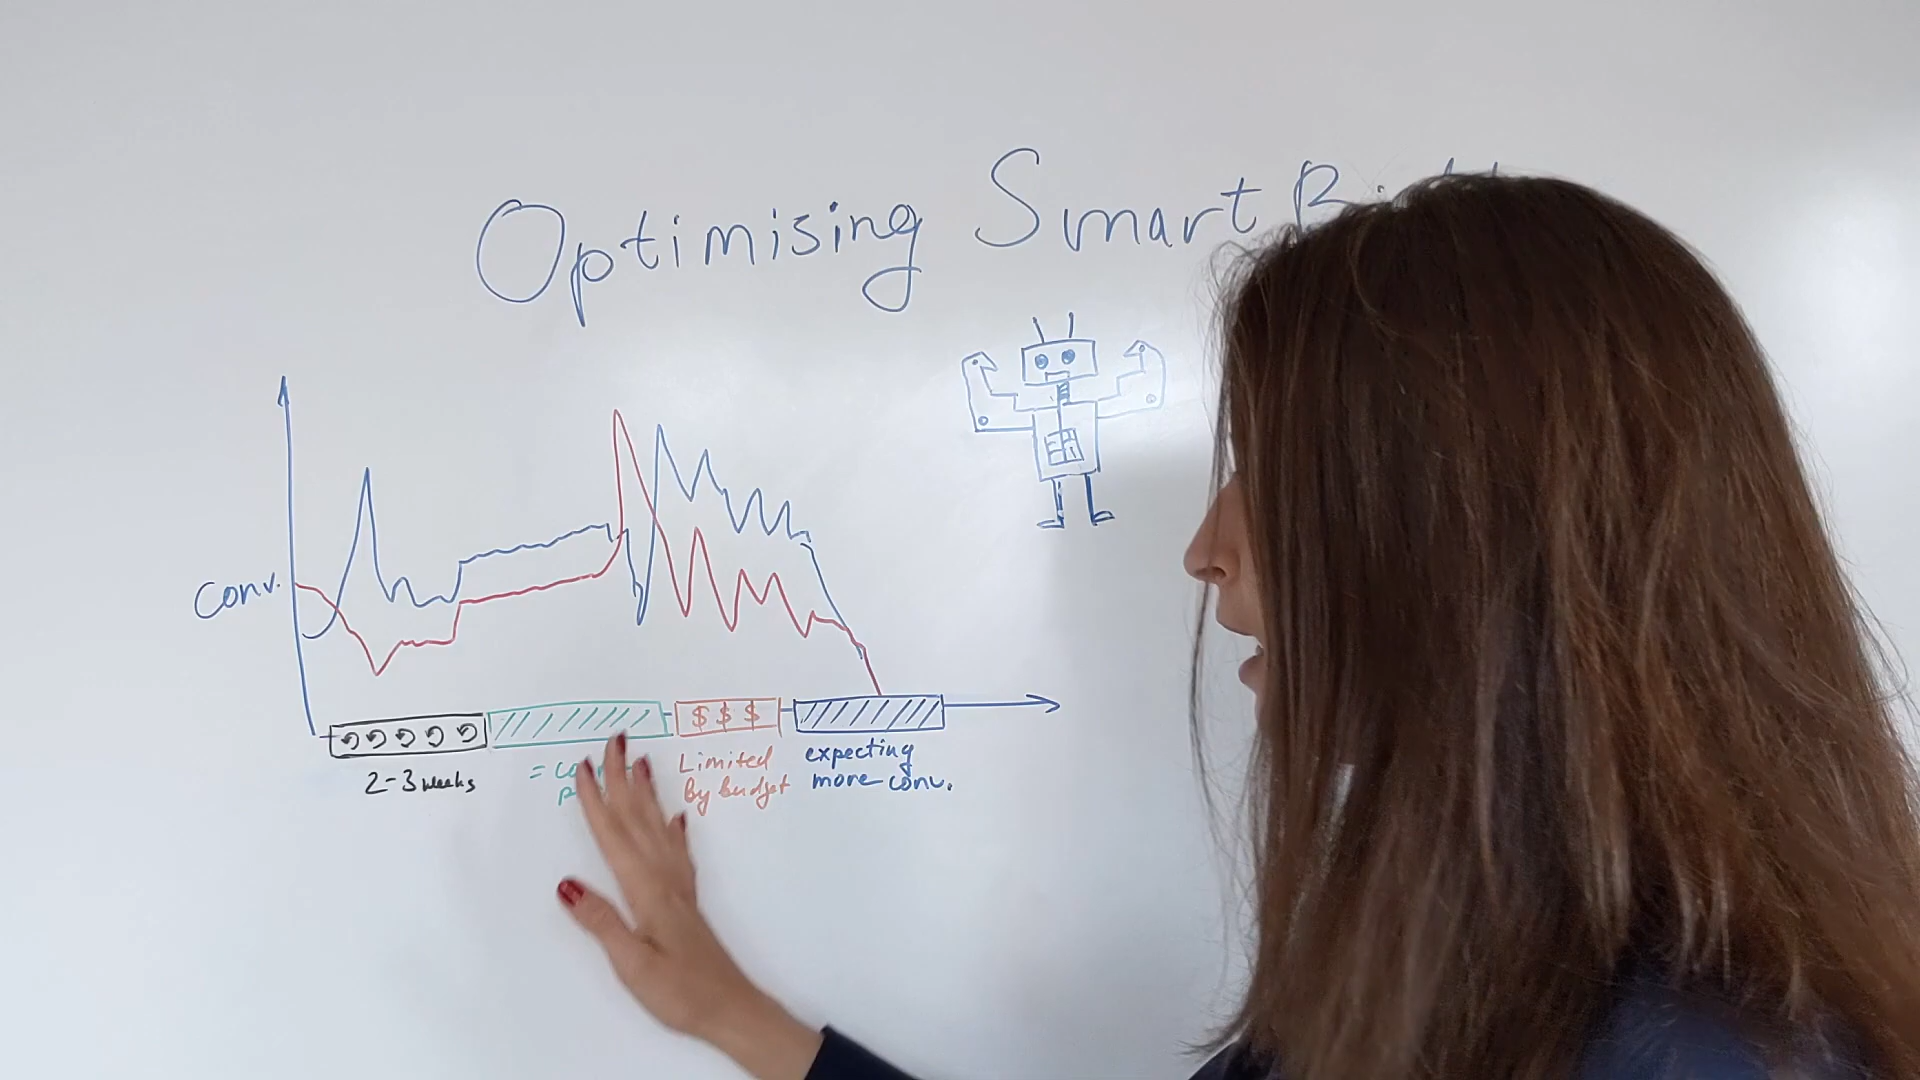 Optimising Smart
Conv.
2-3 weeks
=
$ $ $
Limited
By budget
expecting
more conv.